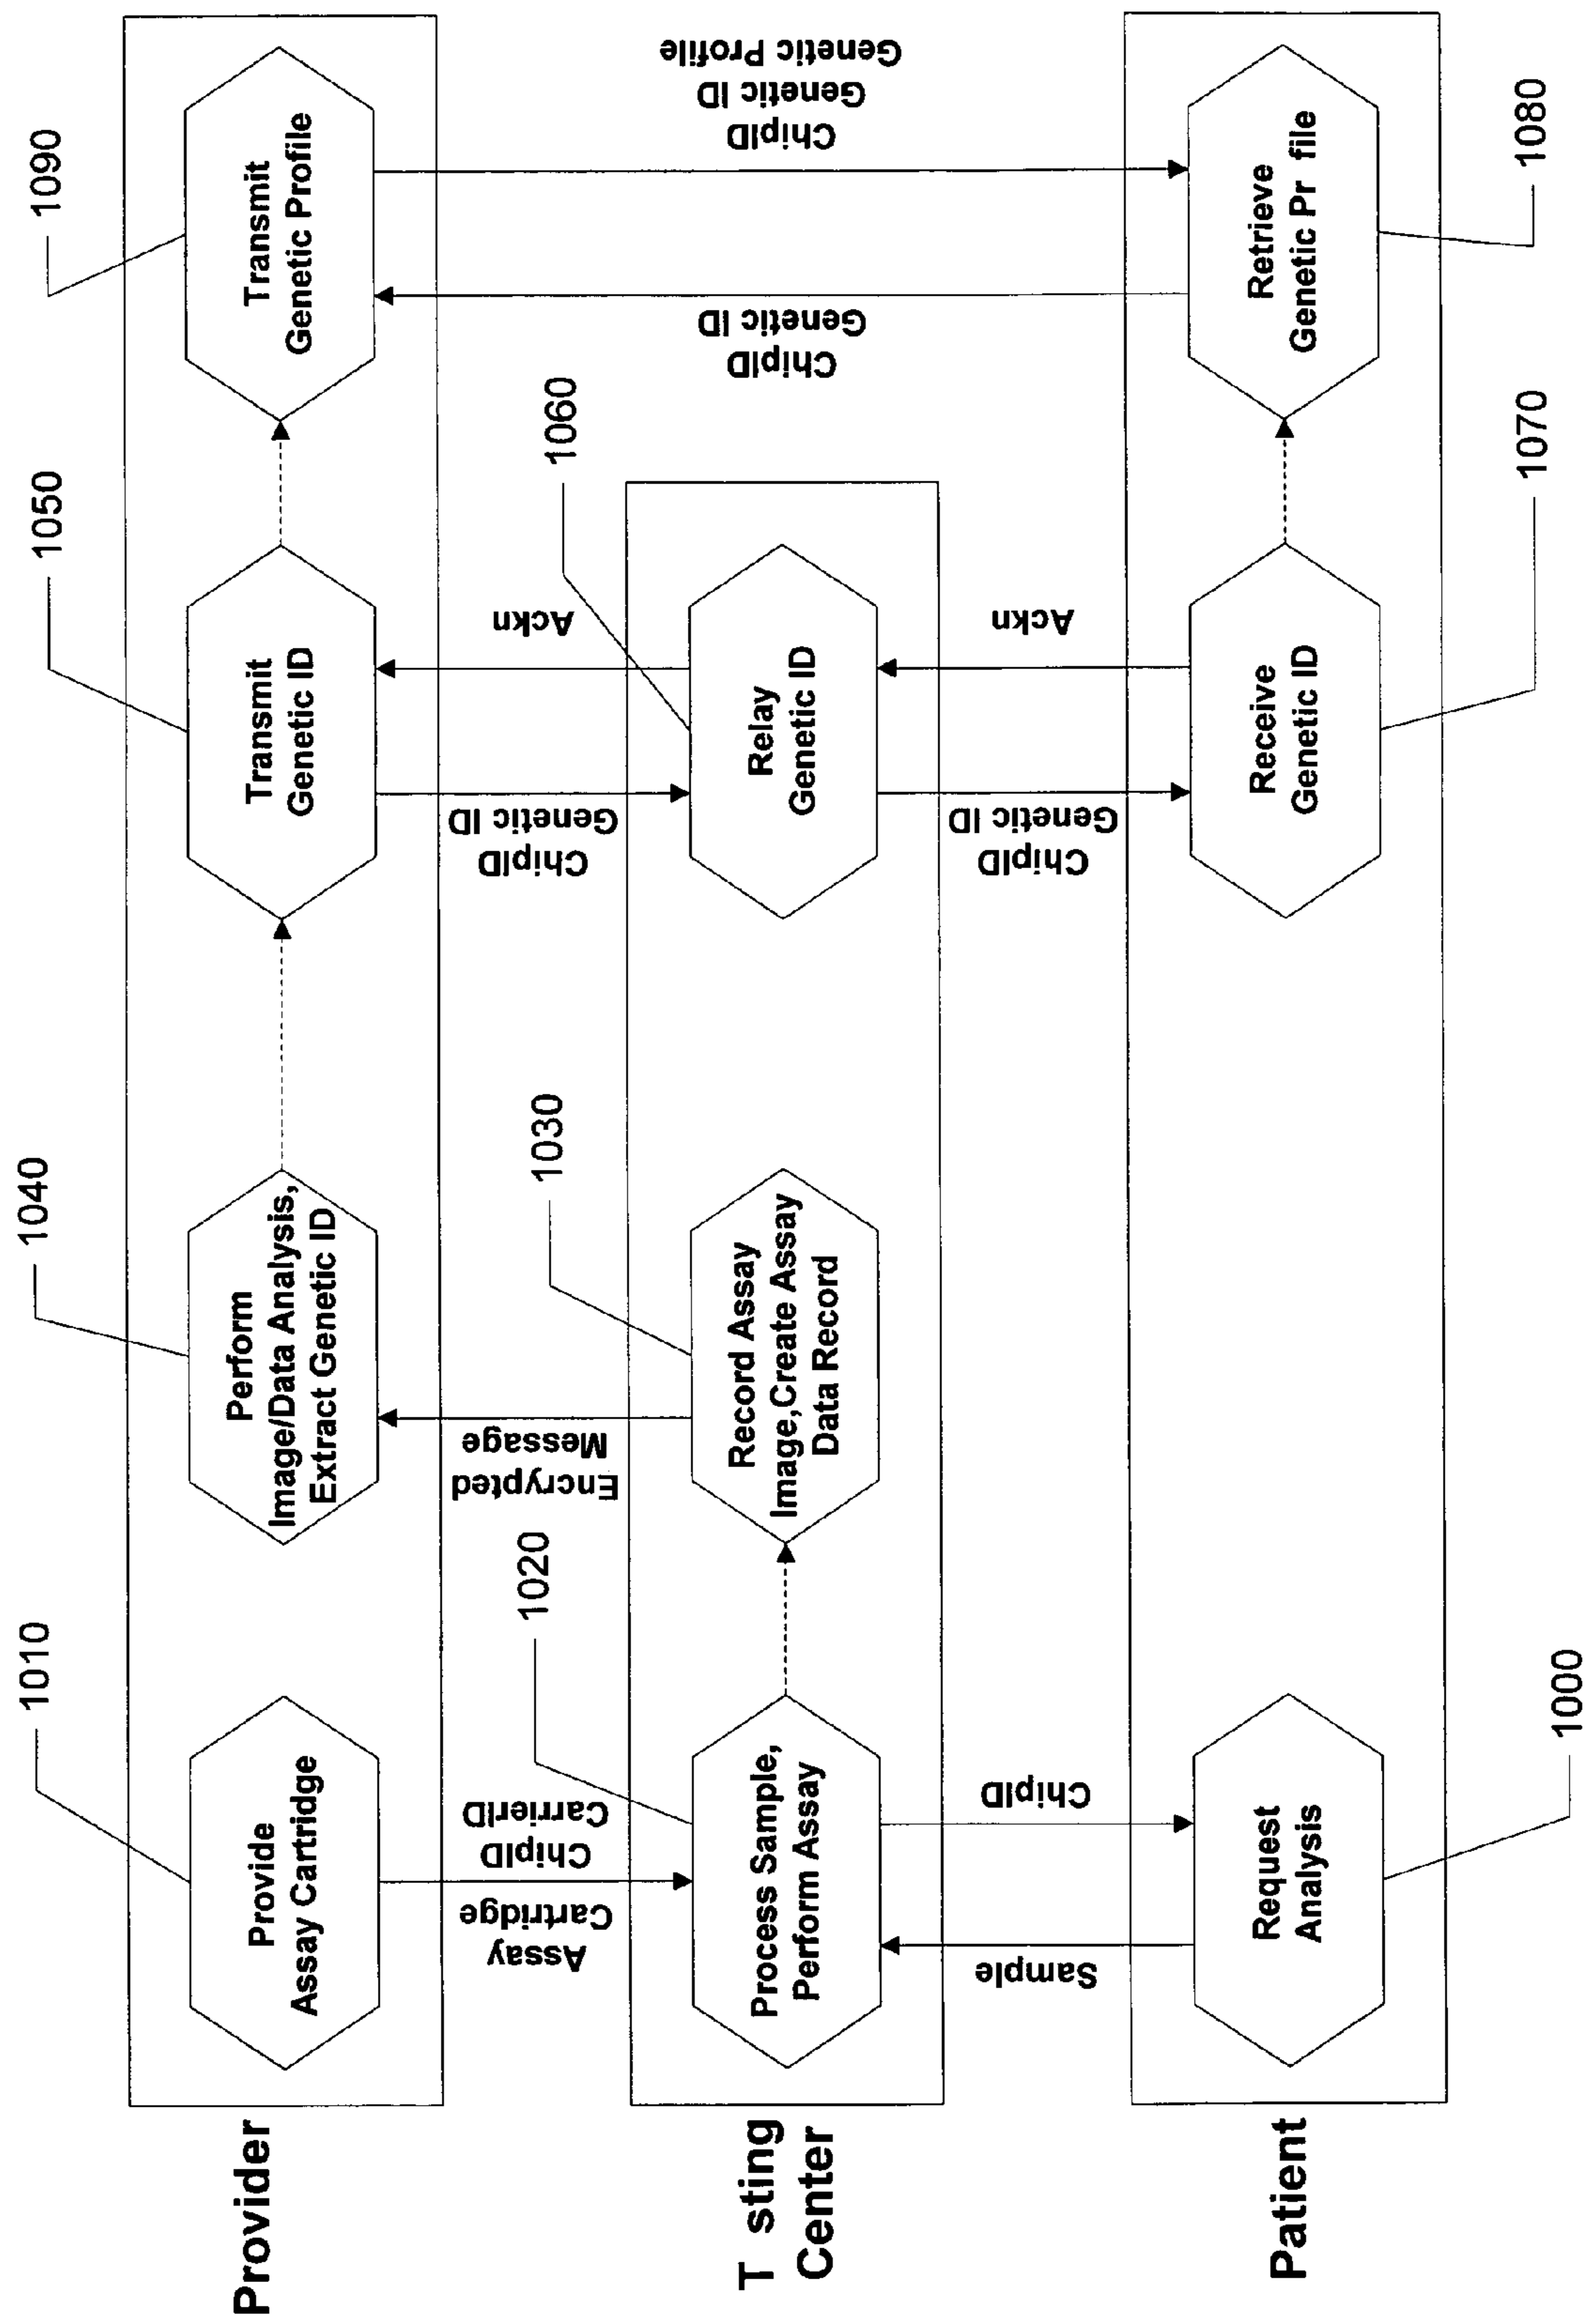 Provider
1010
Provide
Assay Cartridge
1040
Perform
Image/Data Analysis,
Extract Genetic ID
1050
Transmit
Genetic ID
1090
Transmit
Genetic Profile
Assay
Cartridge
ChipID
CarrierID
Encrypted
Message
ChipID
Genetic ID
Ackn
ChipID
Genetic ID
ChipID
Genetic ID
Genetic Profile
T sting
Center
1020
Process Sample,
Perform Assay
1030
Record Assay
Image,Create Assay
Data Record
1060
Relay
Genetic ID
Sample
ChipID
ChipID
Genetic ID
Ackn
Patient
Request
Analysis
1000
Receive
Genetic ID
1070
Retrieve
Genetic Pr file
1080